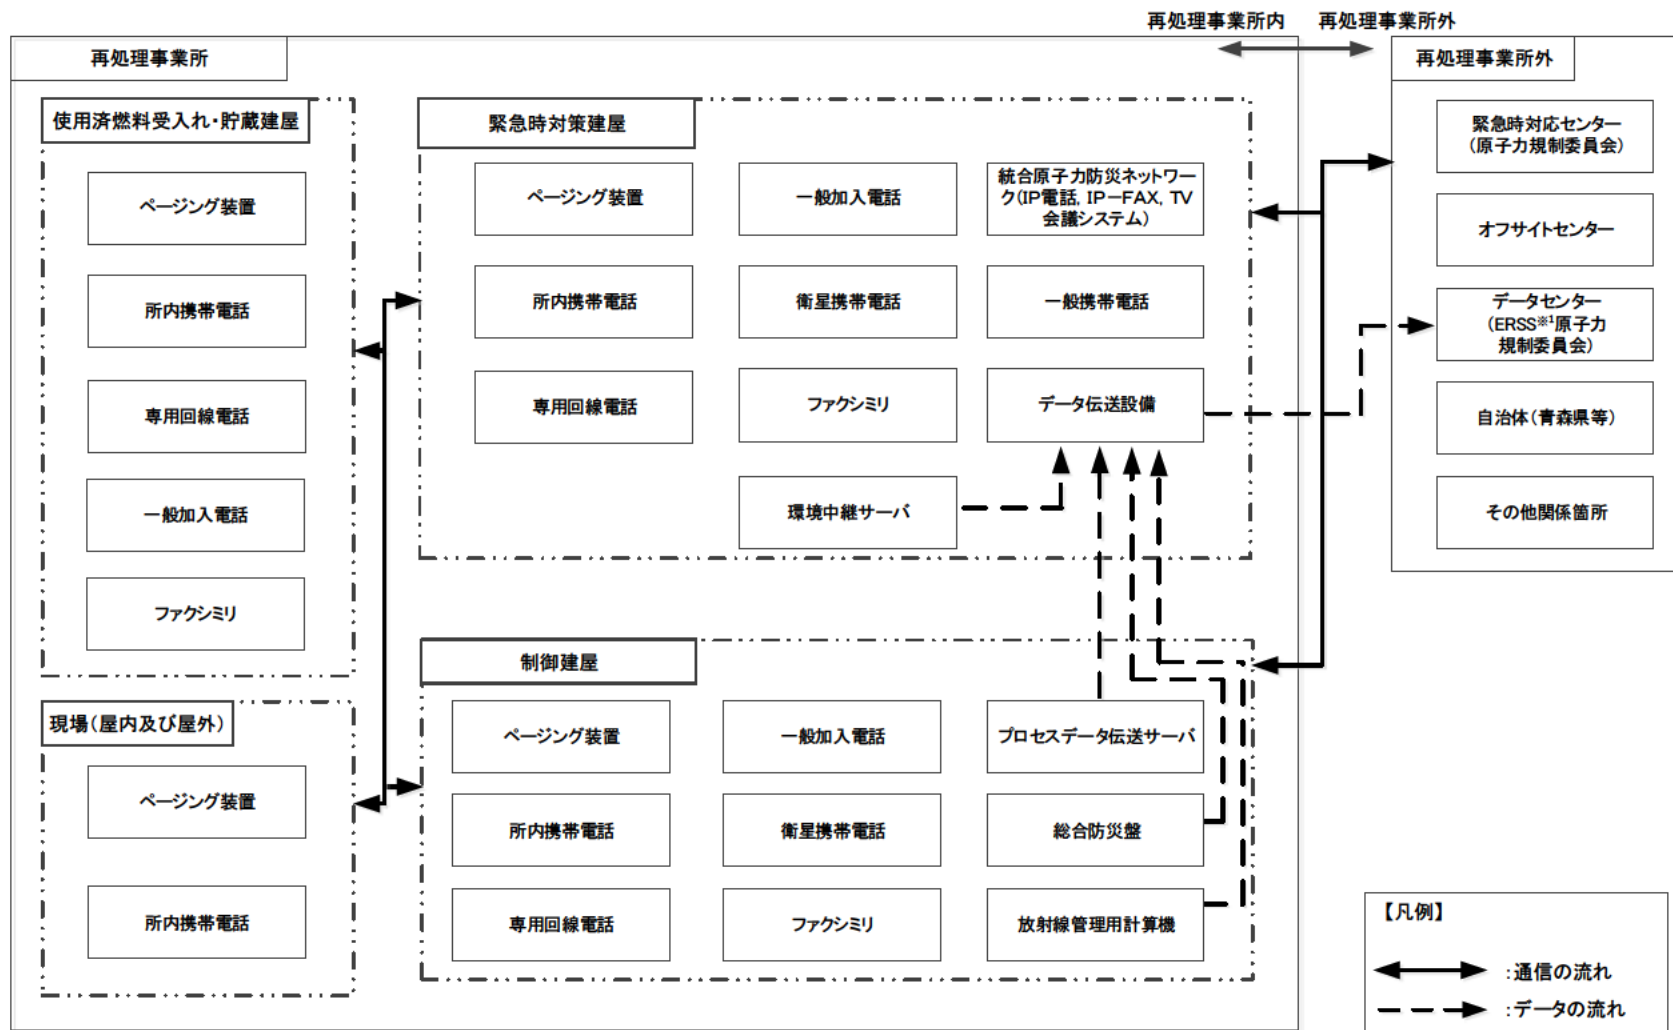 再処理事業所内
再処理事業所外
再処理事業所
使用済燃料受入れ・貯蔵建屋
ページング装置
所内携帯電話
専用回線電話
一般加入電話
ファクシミリ
現場（屋内及び屋外）
ページング装置
所内携帯電話
緊急時対策建屋
ページング装置
一般加入電話
統合原子力防災ネットワー
ク(IP電話, IP－FAX, TV
会議システム)
所内携帯電話
衛星携帯電話
一般携帯電話
専用回線電話
ファクシミリ
データ伝送設備
環境中継サーバ
制御建屋
ページング装置
一般加入電話
プロセスデータ伝送サーバ
所内携帯電話
衛星携帯電話
総合防災盤
専用回線電話
ファクシミリ
放射線管理用計算機
再処理事業所外
緊急時対応センター
（原子力規制委員会）
オフサイトセンター
データセンター
（ERSS※1原子力
規制委員会）
自治体（青森県等）
その他関係箇所
【凡例】
：通信の流れ
：データの流れ